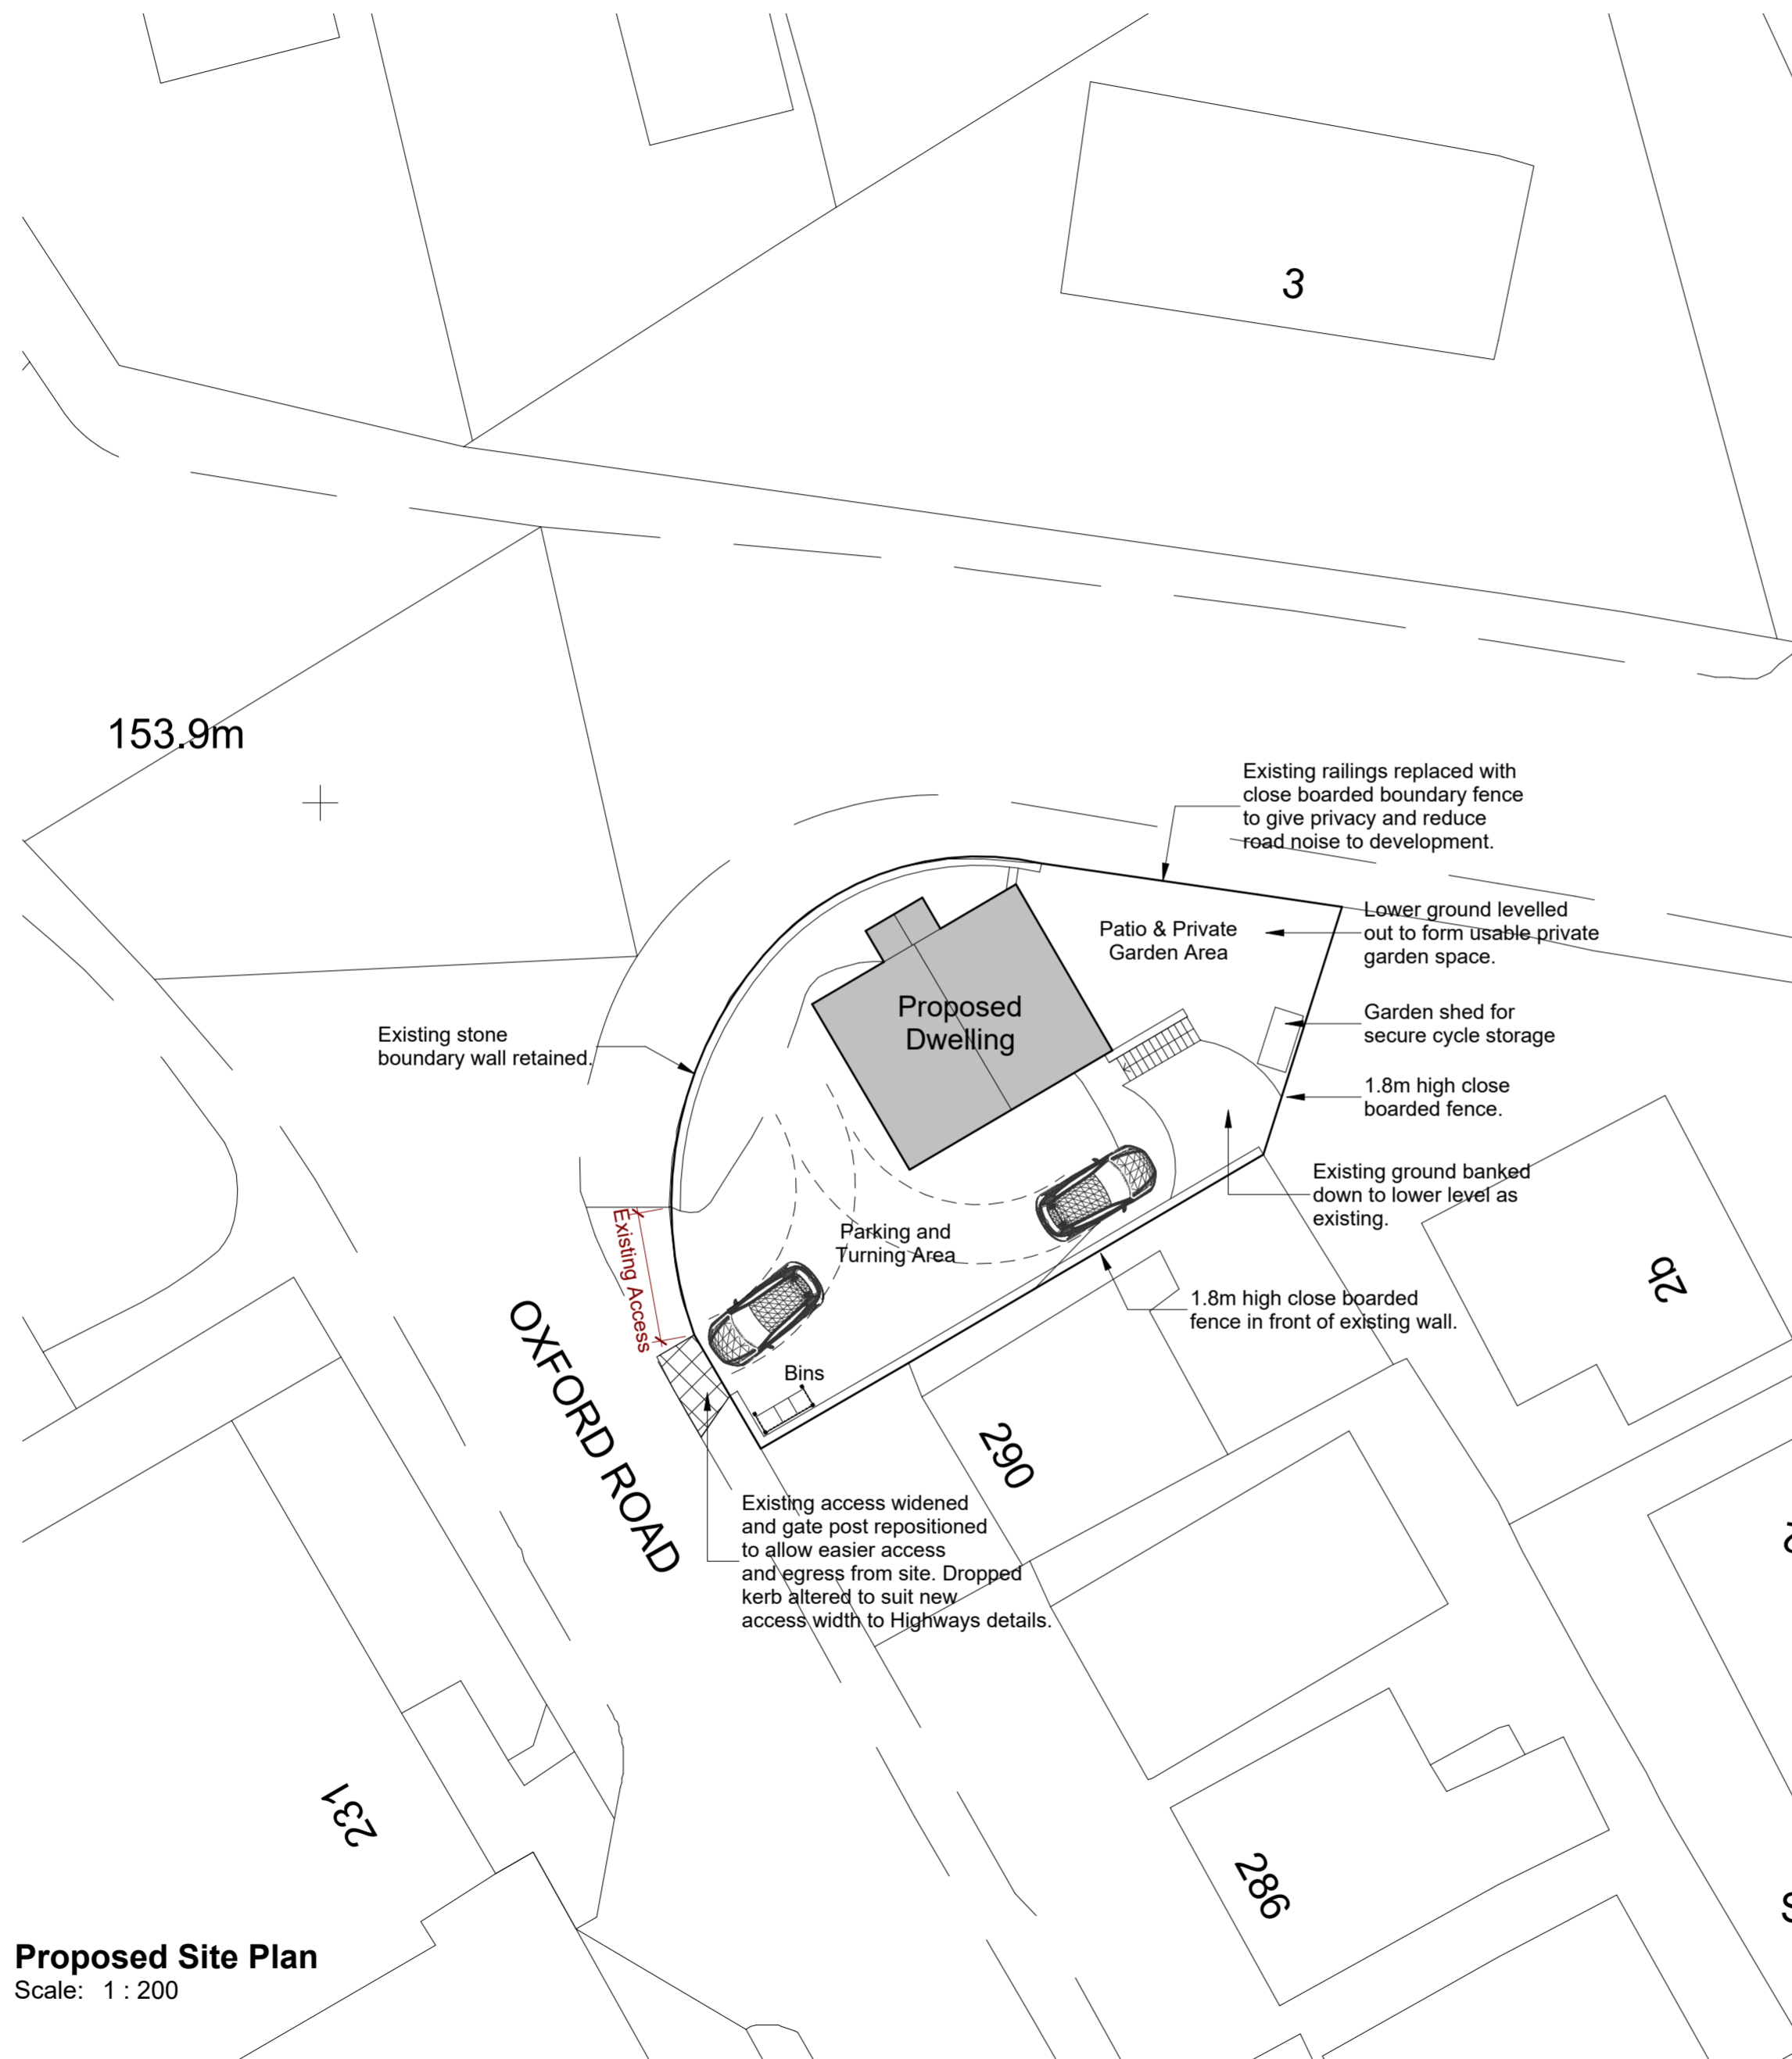 3
153.9m
Existing railings replaced with
close boarded boundary fence
to give privacy and reduce
road noise to development.
Lower ground levelled
out to form usable private
garden space.
Patio & Private
Garden Area
Proposed
Dwelling
Garden shed for
secure cycle storage
Existing stone
boundary wall retained.
1.8m high close
boarded fence.
Existing ground banked
down to lower level as
existing.
Parking and
Turning Area
Existing Access
2b
1.8m high close boarded
fence in front of existing wall.
Bins
OXFORD ROAD
290
Existing access widened
and gate post repositioned
to allow easier access
and egress from site. Dropped
kerb altered to suit new
access width to Highways details.
231
286
Proposed Site Plan
Scale: 1 : 200